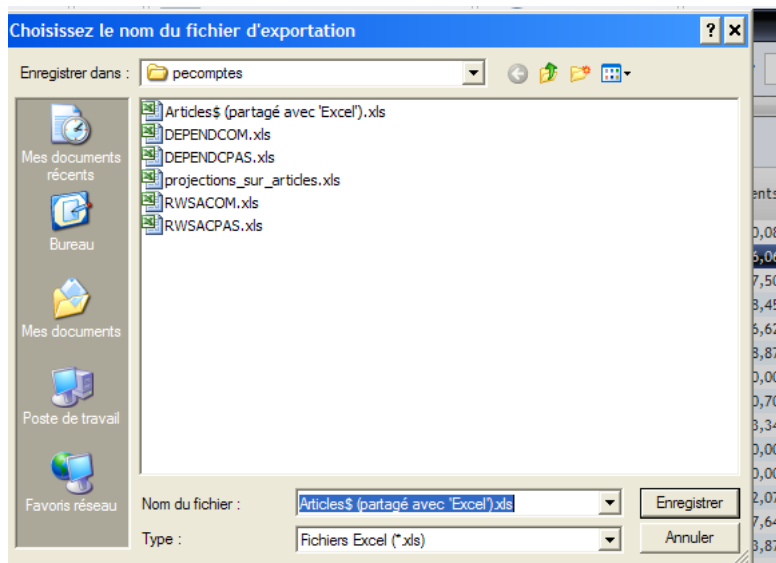 Choisissez le nom du fichier d'exportation
Enregistrer dans :
pecomptes
Mes documents récents
Bureau
Mes documents
Poste de travail
Favoris réseau
Articles$ (partagé avec 'Excel').xls
DEPENDCOM.xls
DEPENDCPAS.xls
projections_sur_articles.xls
RWSACOM.xls
RWSACPAS.xls
Nom du fichier :
Articles$ (partagé avec 'Excel').xls
Enregistrer
Type :
Fichiers Excel (*.xls)
Annuler